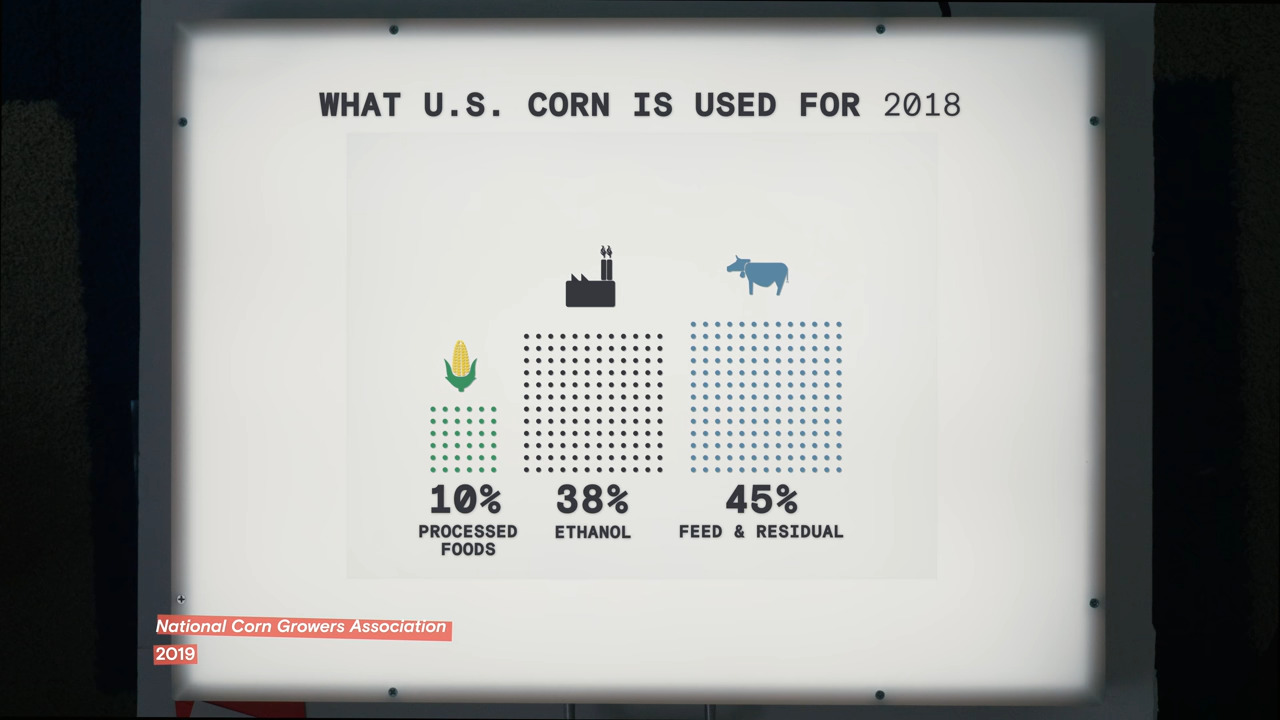 WHAT U.S. CORN IS USED FOR 2018
10%
PROCESSED
FOODS
38%
ETHANOL
45%
FEED & RESIDUAL
National Corn Growers Association
2019